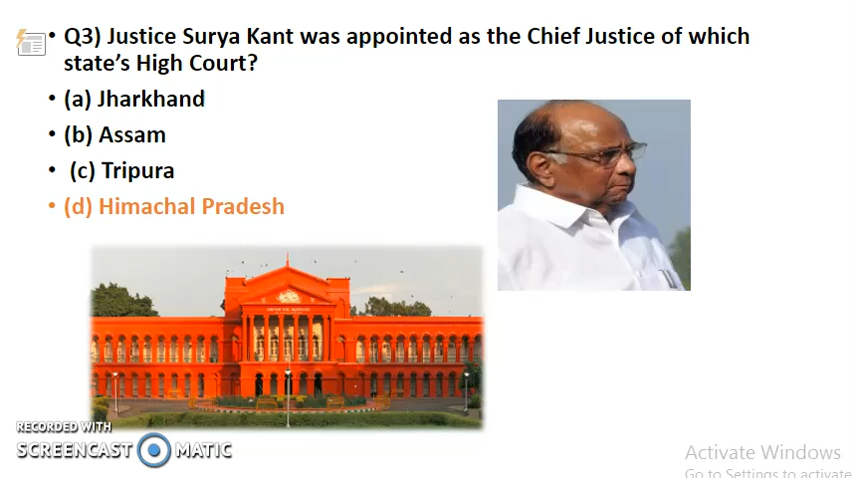 Q3) Justice Surya Kant was appointed as the Chief Justice of which
state's High Court?
(a) Jharkhand
(b) Assam
(c) Tripura
(d) Himachal Pradesh
RECORDED WITH
SCREENCAST MATIC
Activate Windows
Go to Settings to activate